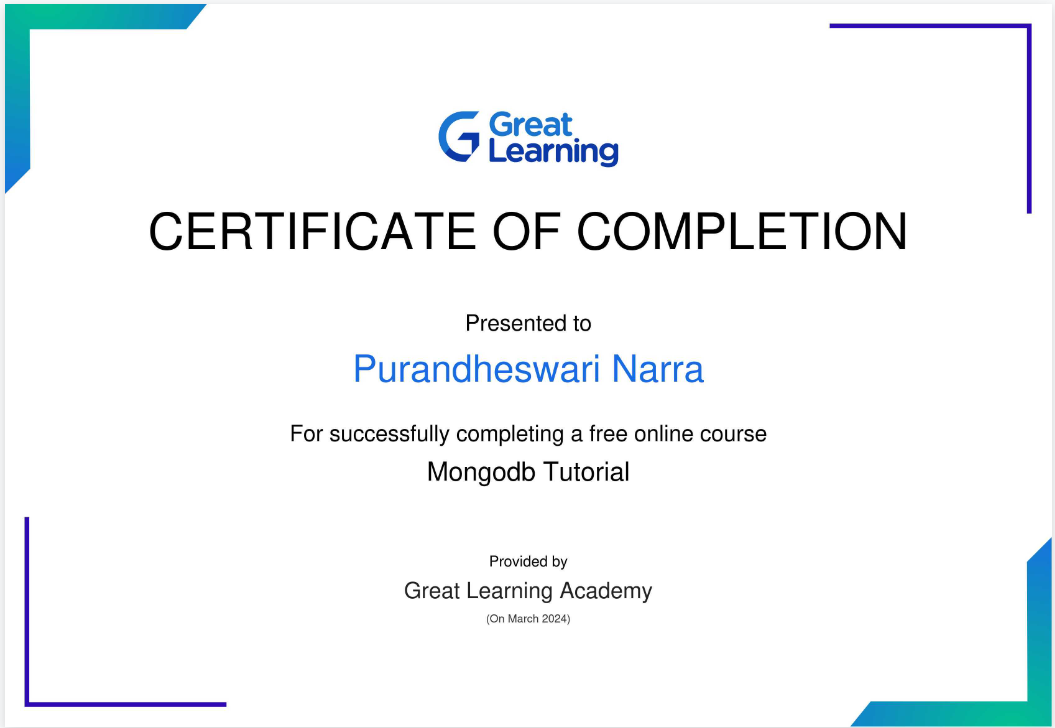 Great
Learning
CERTIFICATE OF COMPLETION
Presented to
Purandheswari Narra
For successfully completing a free online course
Mongodb Tutorial
Provided by
Great Learning Academy
(On March 2024)